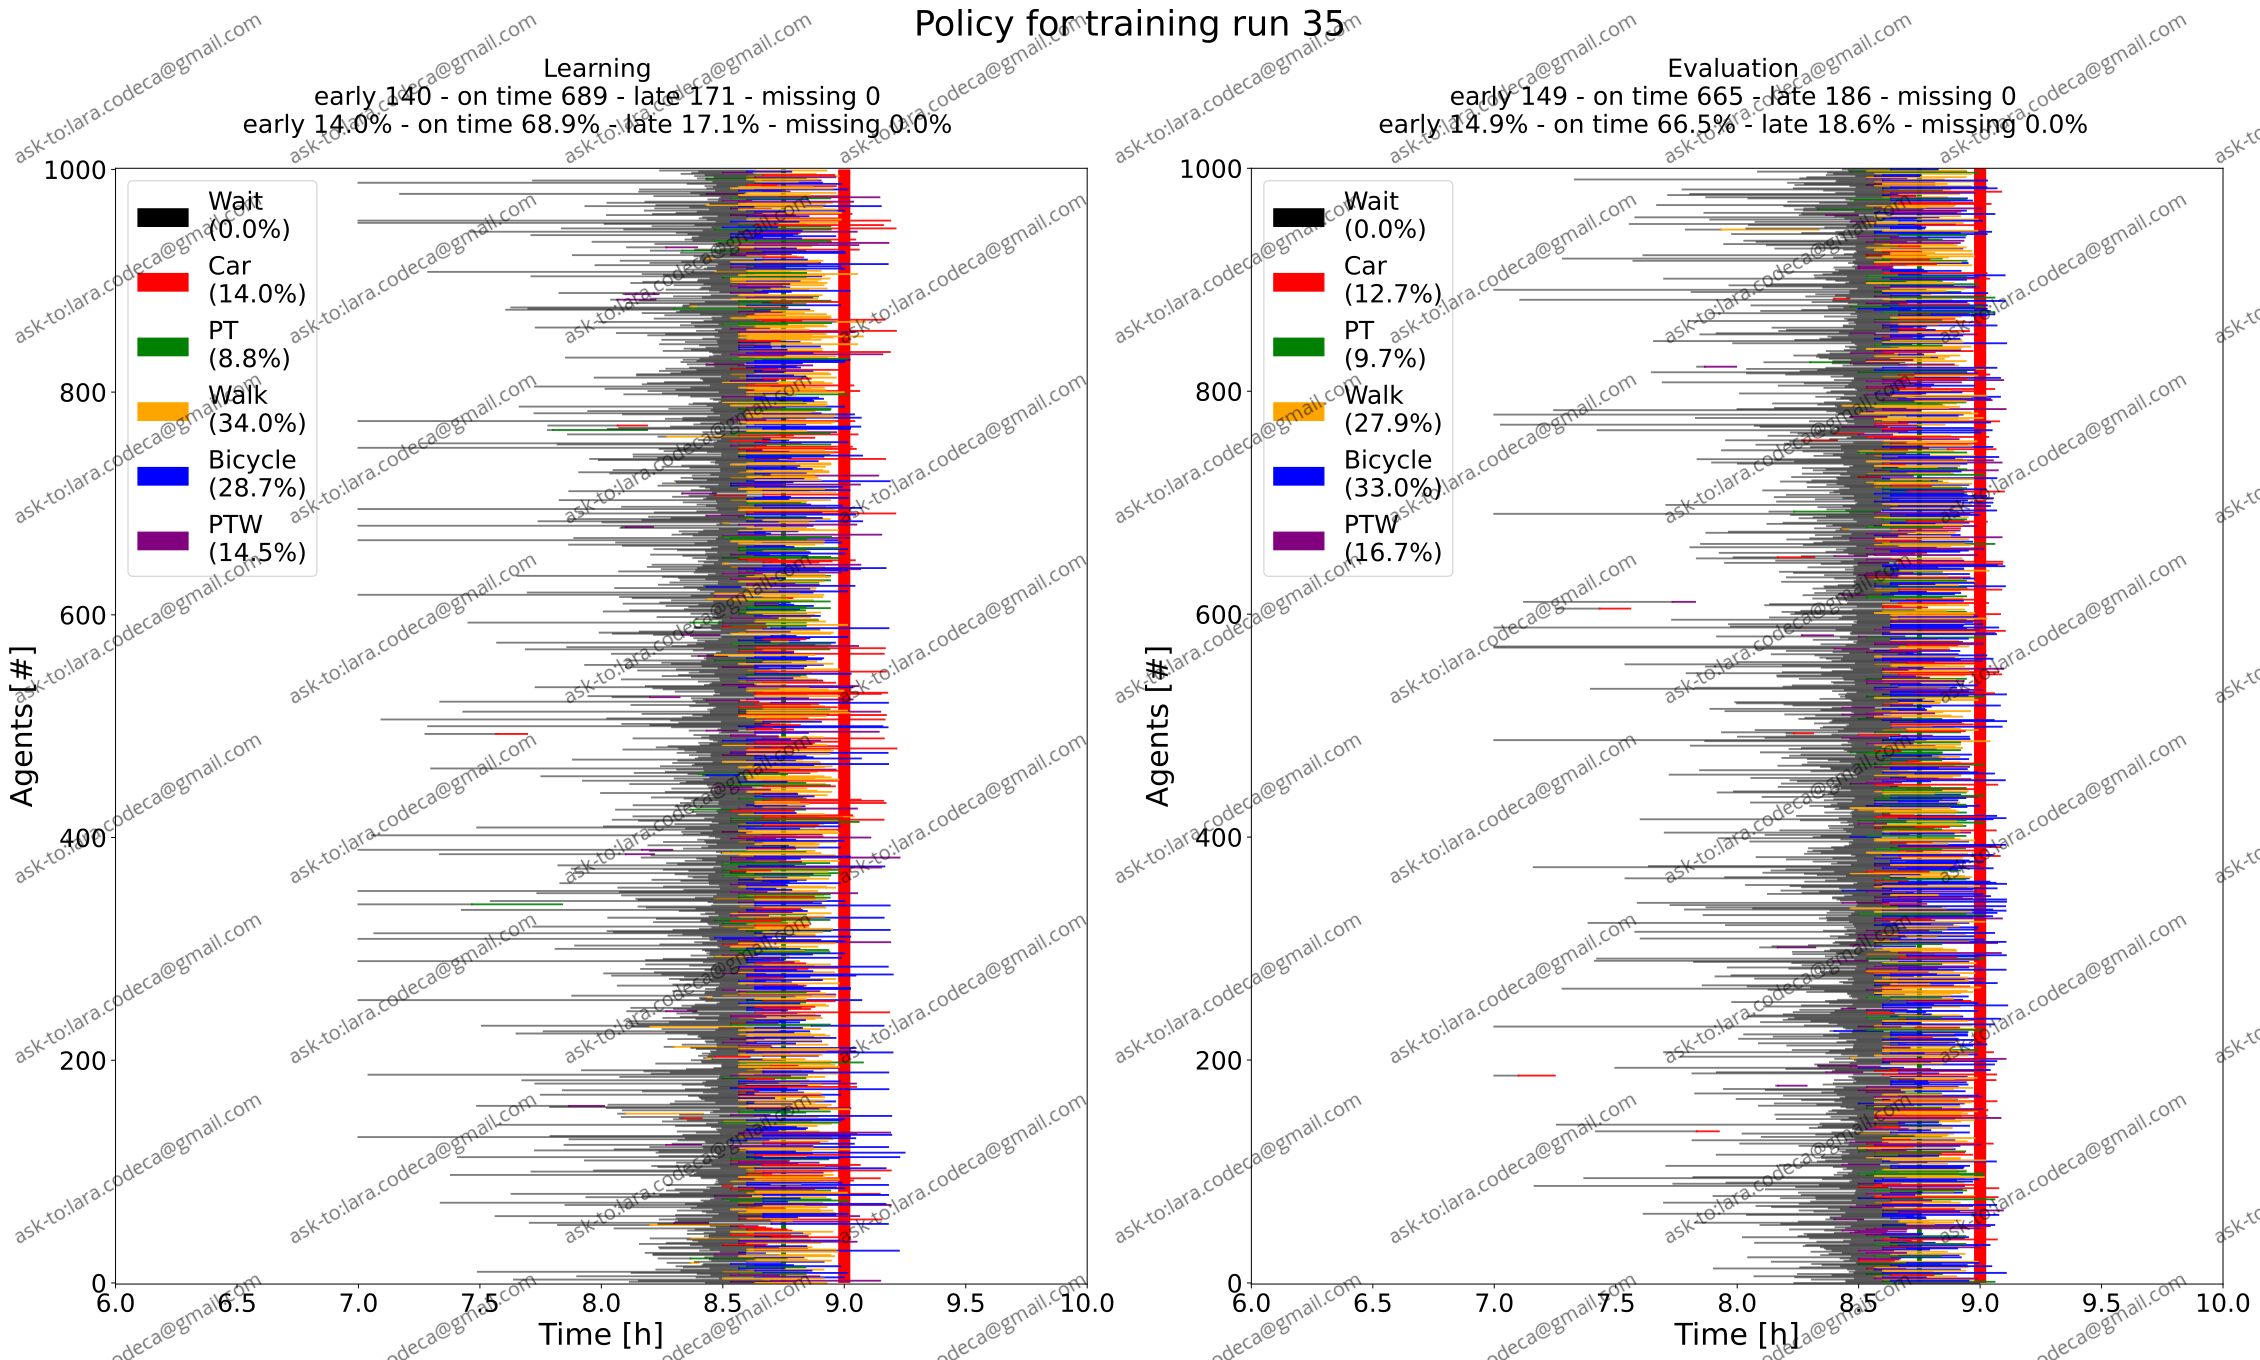 Policy for training run 35
Learning
early 140 - on time 689 - late 171 - missing 0
early 14.0% - on time 68.9% - late 17.1% - missing 0.0%
1000
800
600
400
200
0
Agents [#]
Wait
(0.0%)
Car
(14.0%)
PT
(8.8%)
Walk
(34.0%)
Bicycle
(28.7%)
PTW
(14.5%)
6.0 6.5 7.0 7.5 8.0 8.5 9.0 9.5 10.0
Time [h]
Evaluation
early 149 - on time 665 - late 186 - missing 0
early 14.9% - on time 66.5% - late 18.6% - missing 0.0%
1000
800
600
400
200
0
Agents [#]
Wait
(0.0%)
Car
(12.7%)
PT
(9.7%)
Walk
(27.9%)
Bicycle
(33.0%)
PTW
(16.7%)
6.0 6.5 7.0 7.5 8.0 8.5 9.0 9.5 10.0
Time [h]
ask-to:lara.codeca@gmail.com